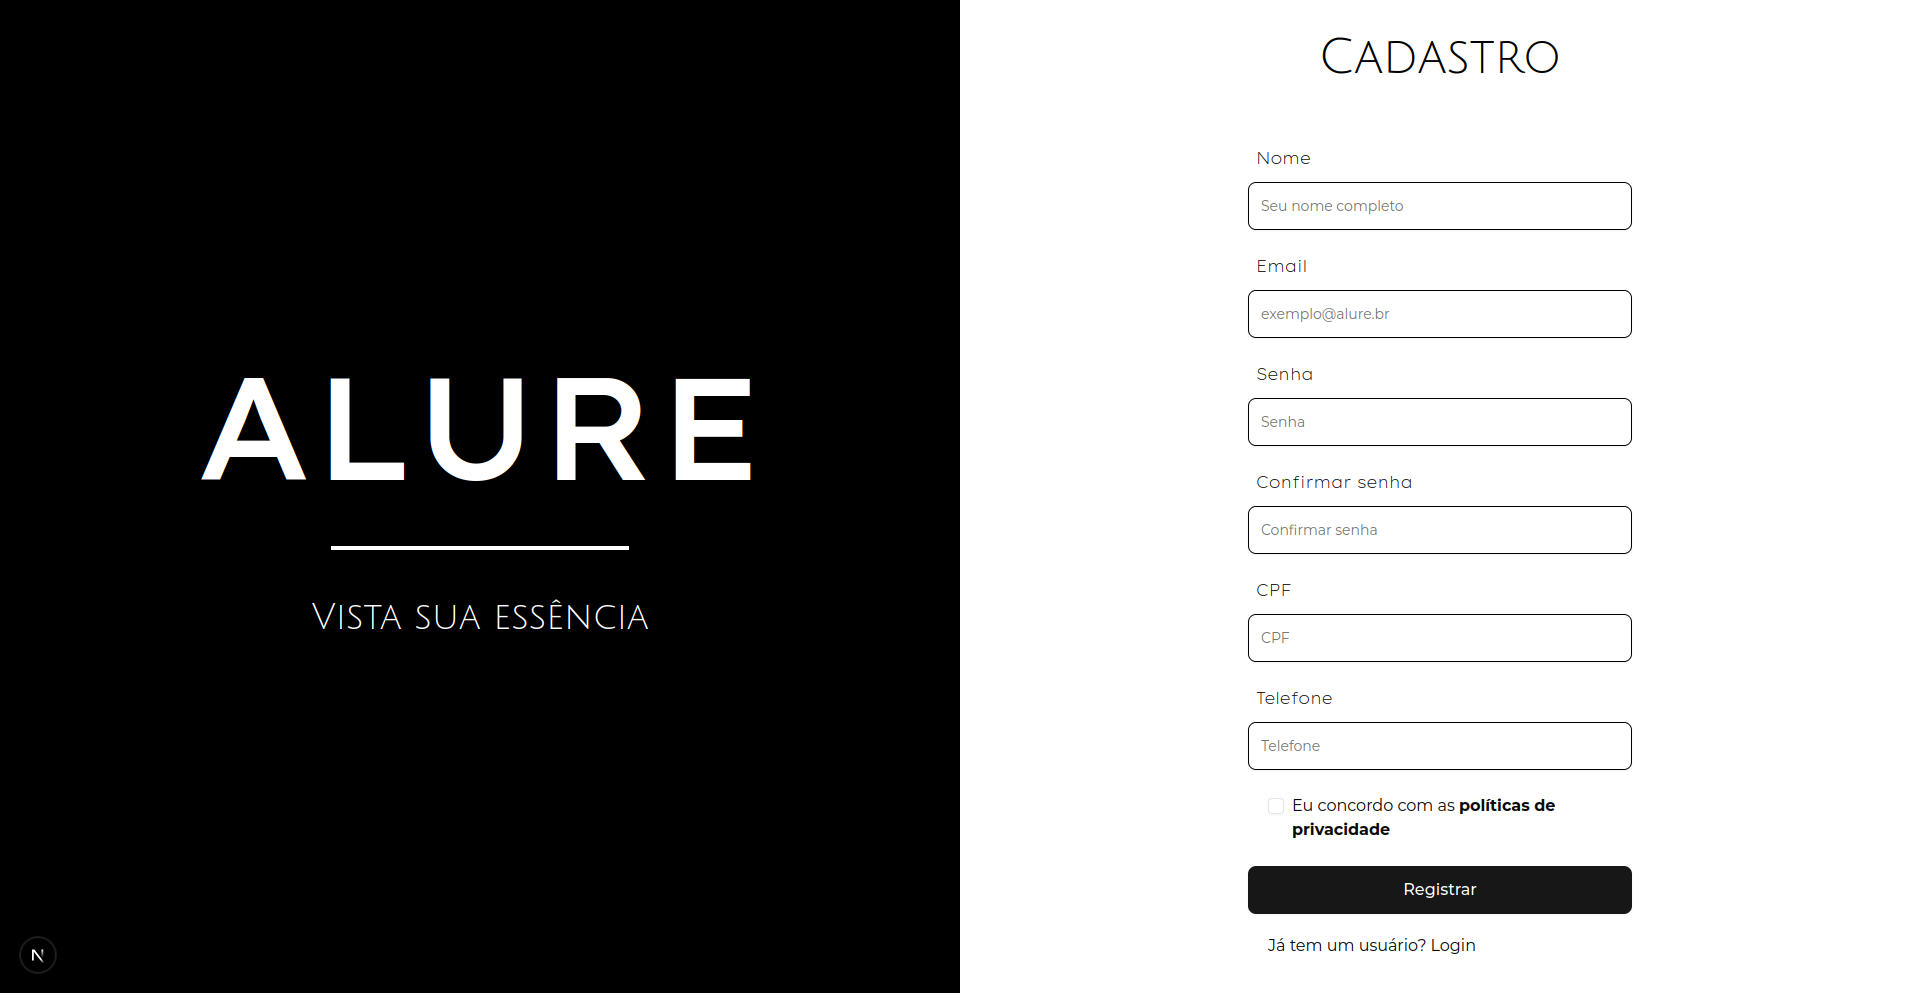 ALURE
Vista sua essência
Cadastro
Nome
Seu nome completo
Email
exemplo@alure.br
Senha
Senha
Confirmar senha
Confirmar senha
CPF
CPF
Telefone
Telefone
Eu concordo com as políticas de
privacidade
Registrar
Já tem um usuário? Login
N